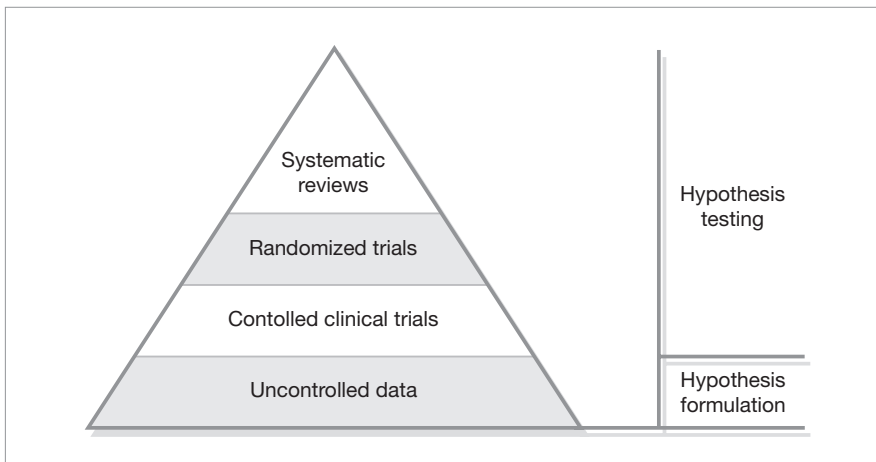 Systematic
reviews
Randomized trials
Contolled clinical trials
Uncontrolled data
Hypothesis
testing
Hypothesis
formulation